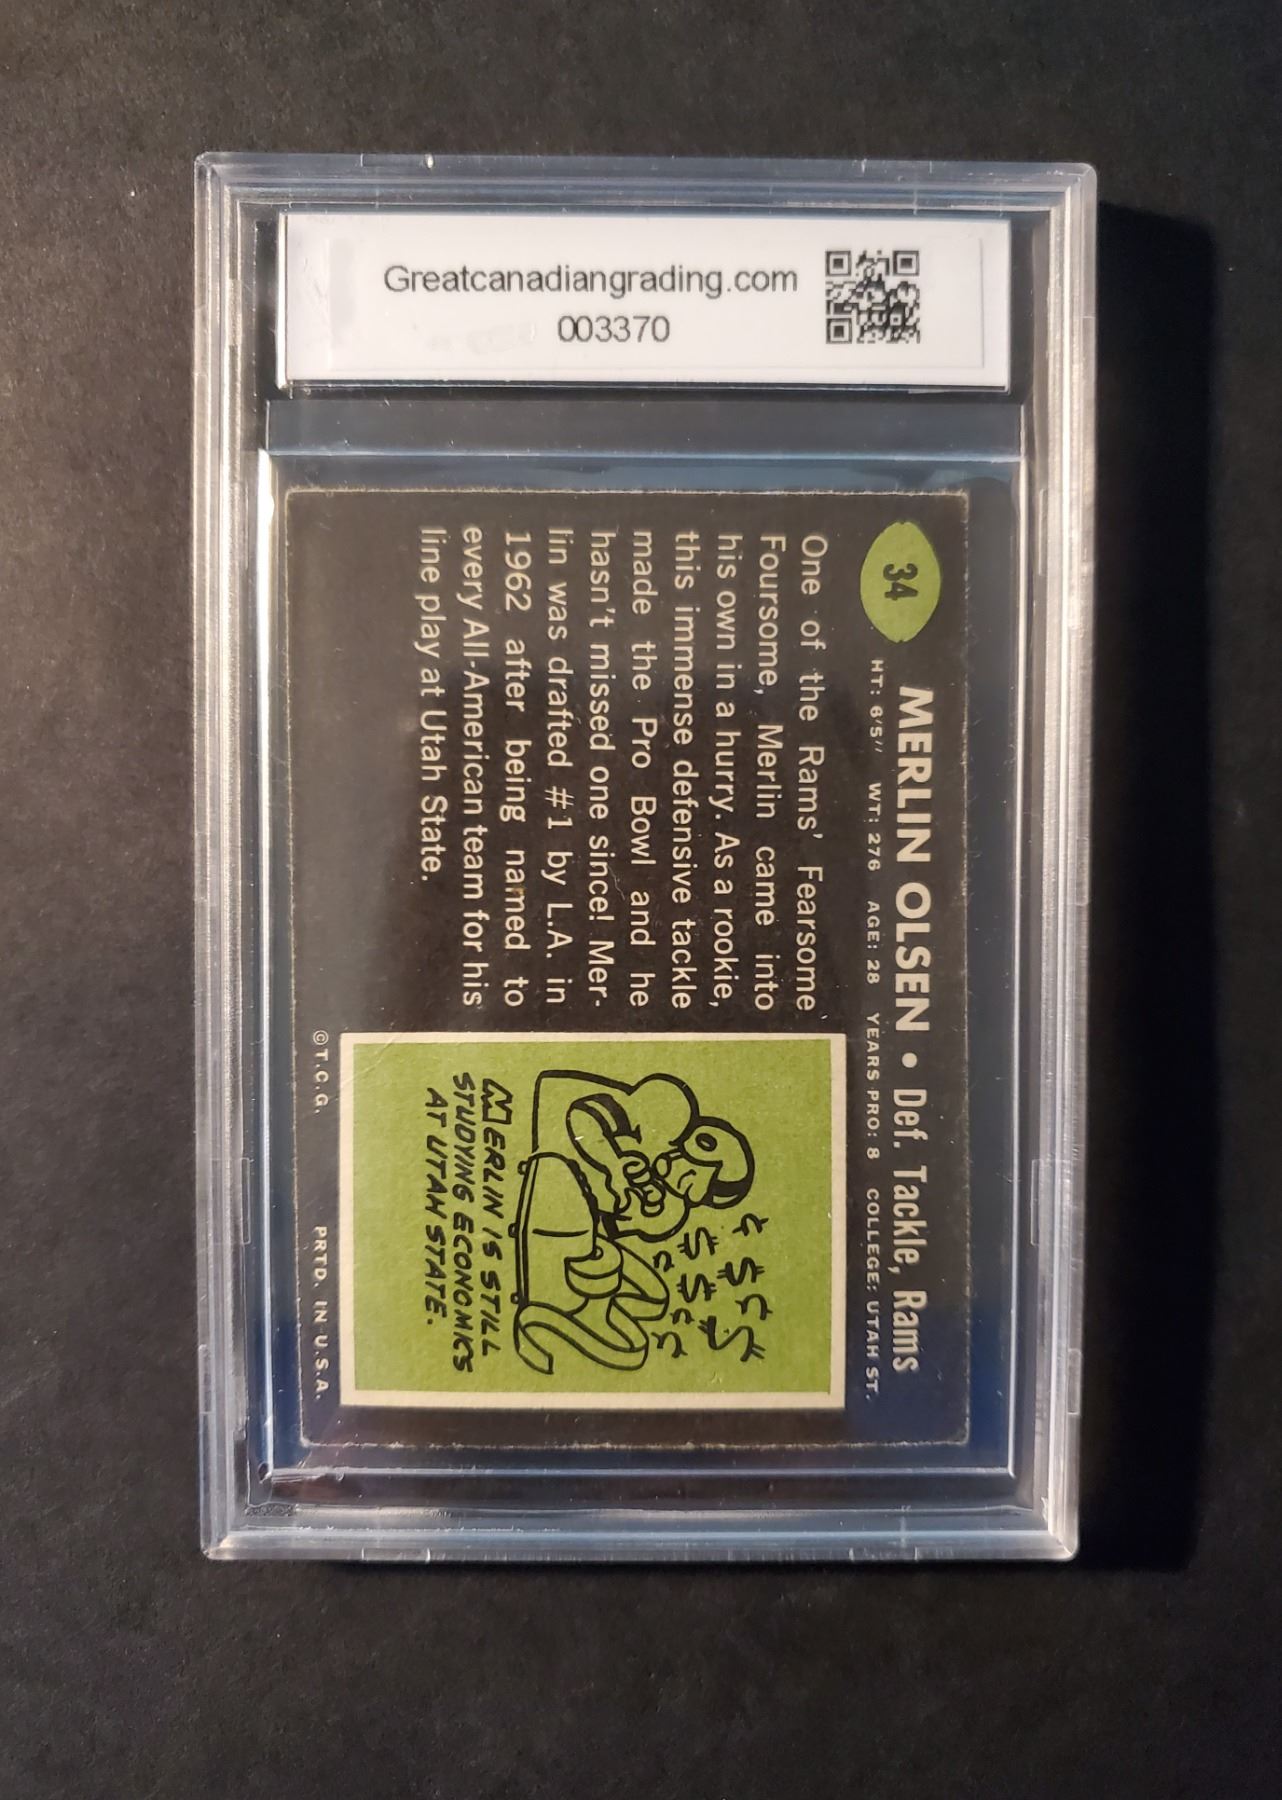 Greatcanadiangrading.com
003370
34
MERLIN OLSEN • Def. Tackle, Rams
HT: 6'5" WT: 276 AGE: 28 YEARS PRO: 8 COLLEGE: UTAH ST.
One of the Rams' Fearsome
Foursome, Merlin came into
his own in a hurry. As a rookie,
this immense defensive tackle
made the Pro Bowl and he
hasn't missed one since! Mer-
lin was drafted #1 by L.A. in
1962 after being named to
every All-American team for his
line play at Utah State.
¢ $ ¢ $
$ $ $
¢ ¢ ¢
MERLIN IS STILL
STUDYING ECONOMICS
AT UTAH STATE.
©T.C.G. PRTD. IN U.S.A.